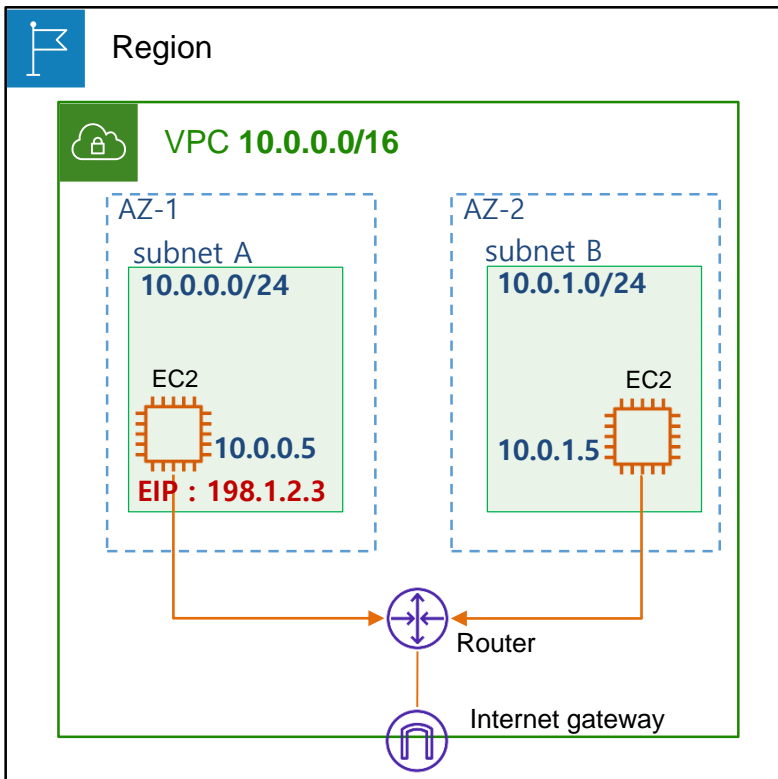 Region
VPC 10.0.0.0/16
AZ-1
subnet A
10.0.0.0/24
EC2
10.0.0.5
EIP : 198.1.2.3
AZ-2
subnet B
10.0.1.0/24
EC2
10.0.1.5
Router
Internet gateway